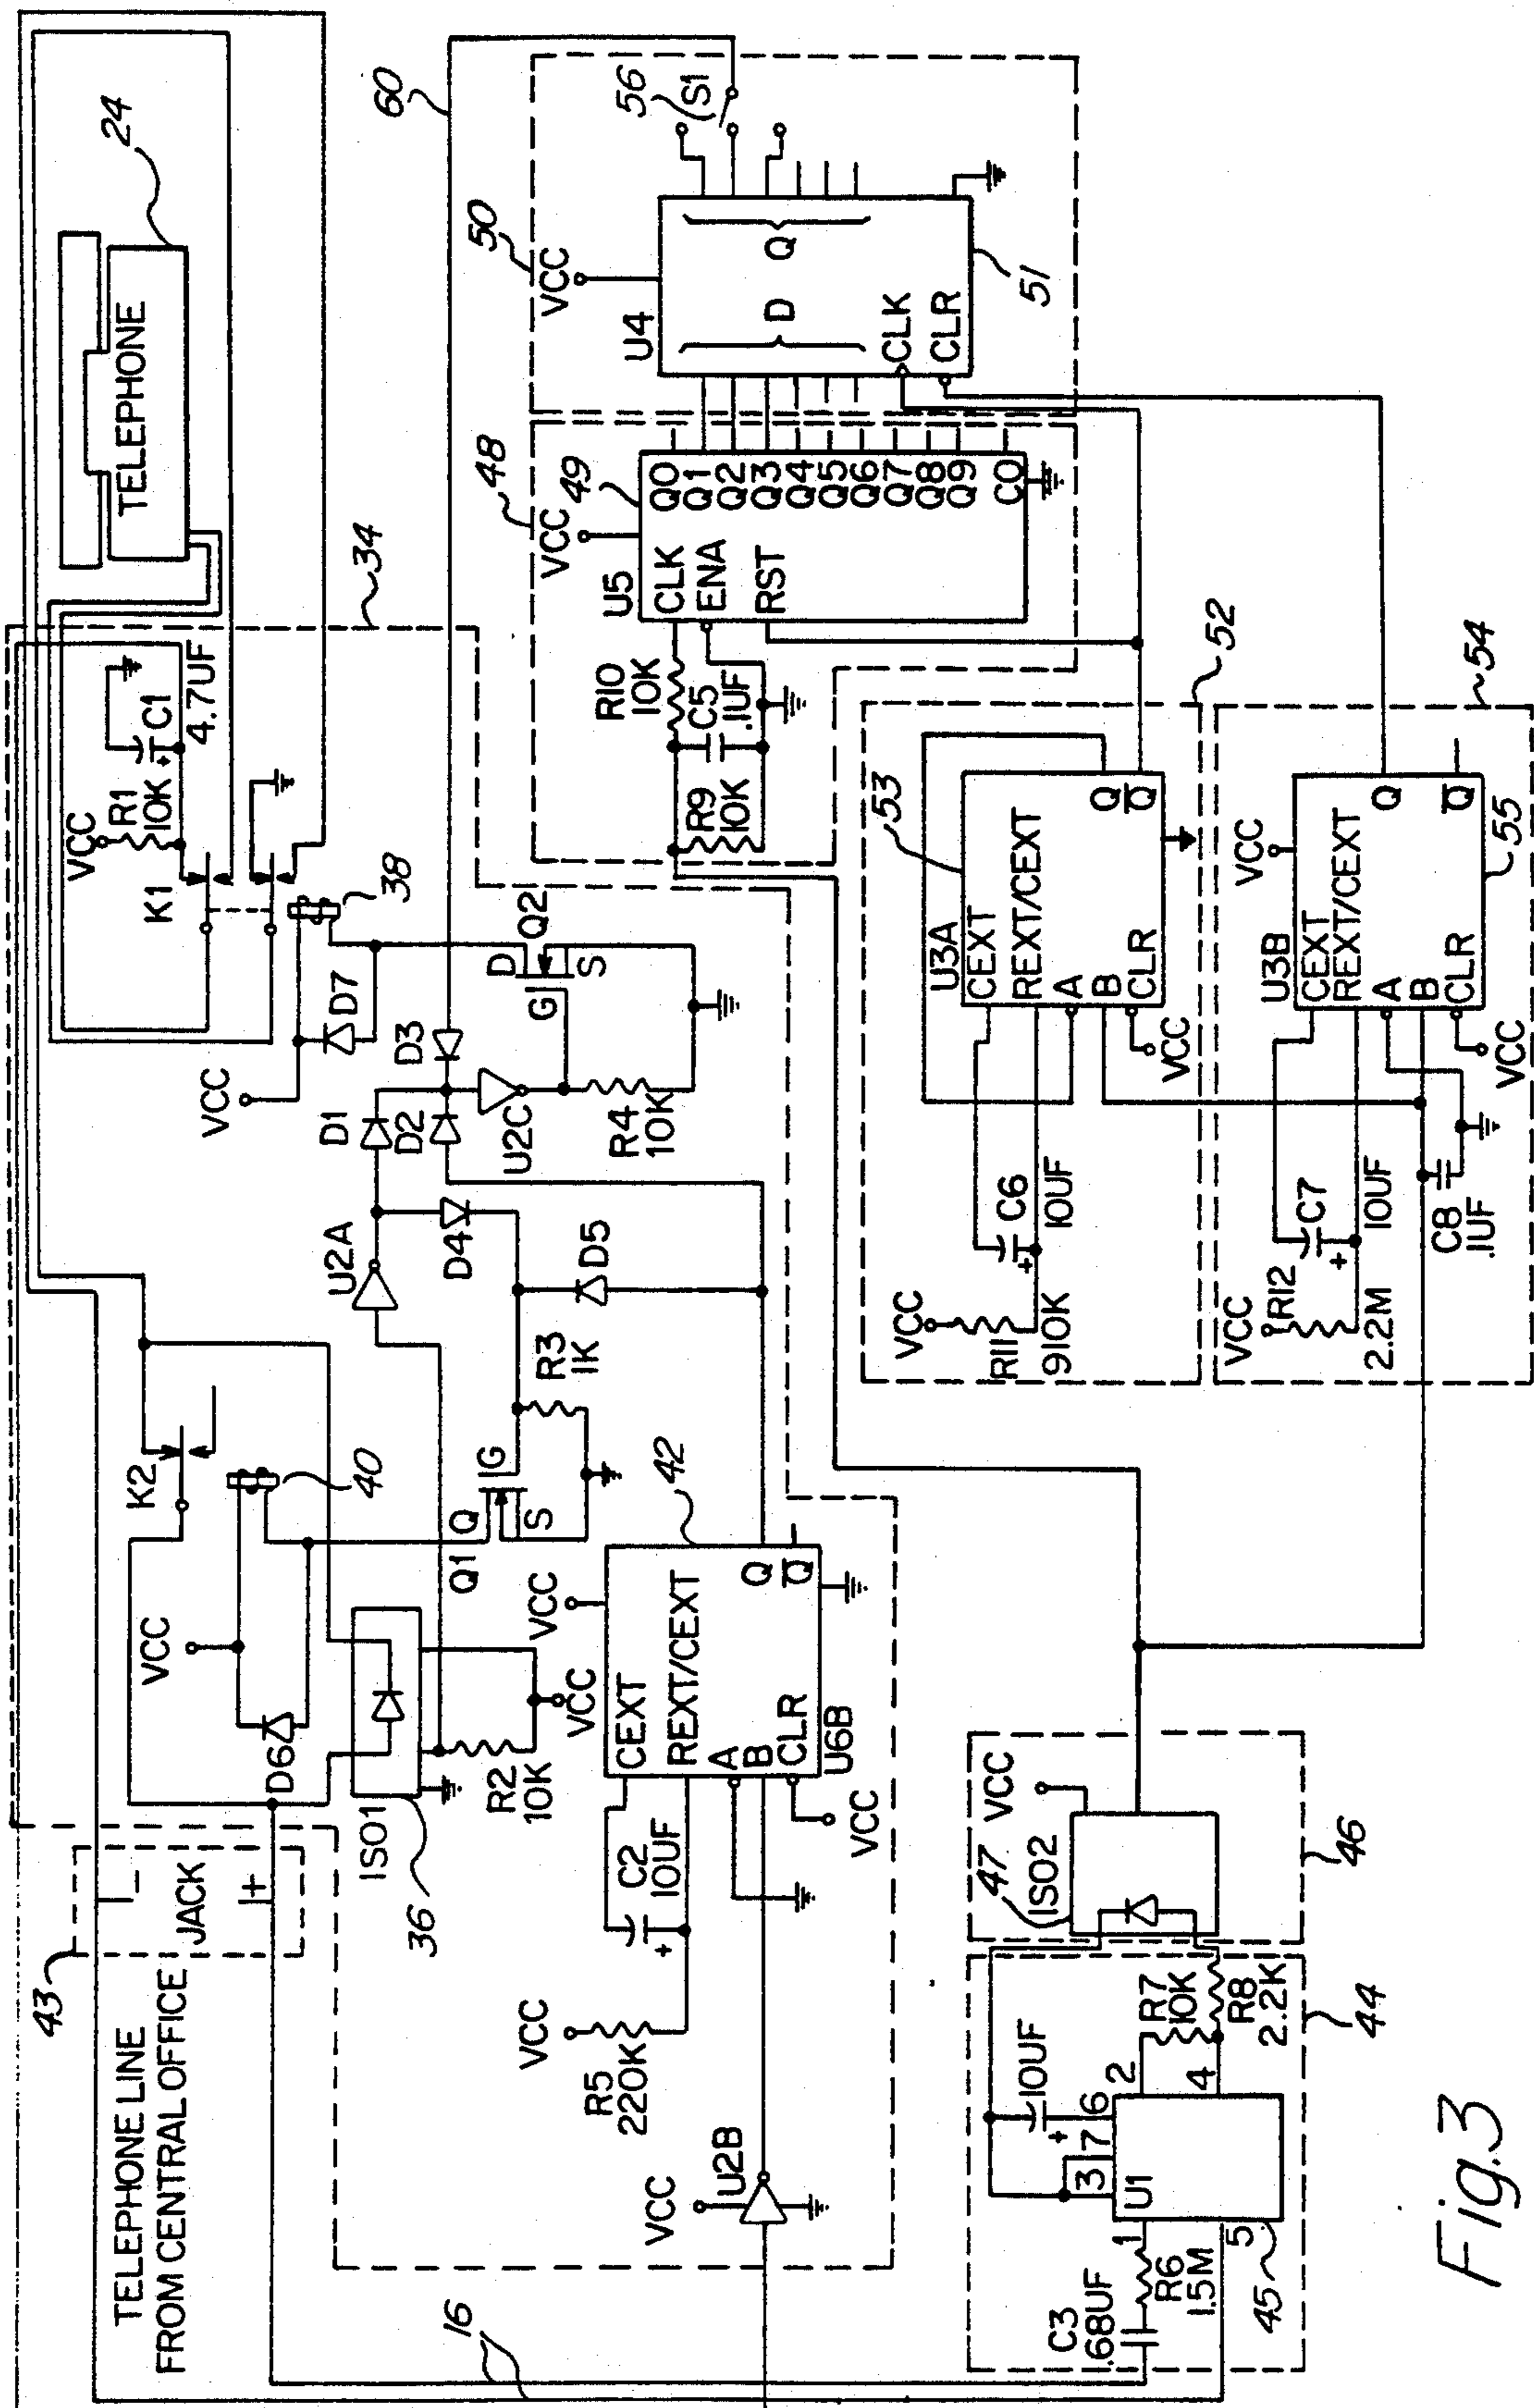 TELEPHONE LINE
FROM CENTRAL OFFICE
43
JACK
-
+
16
K2
40
VCC
D6
ISO1
36
R2
10K
VCC
Q1
Q
G
S
R3
1K
U2A
D1
D2
D3
D4
D5
U2C
R4
10K
VCC
D7
38
K1
VCC
R1
10K
C1
4.7UF
+
34
TELEPHONE
24
Q2
D
G
S
60
VCC
U2B
VCC
R5
220K
C2
10UF
+
VCC
42
CEXT
REXT/CEXT
A
B
CLR
Q
Q
U6B
VCC
48
VCC
49
U5
CLK
ENA
RST
Q0
Q1
Q2
Q3
Q4
Q5
Q6
Q7
Q8
Q9
CO
R10
10K
C5
.1UF
R9
10K
50
VCC
U4
D
Q
CLK
CLR
51
56
S1
52
53
U3A
CEXT
REXT/CEXT
A
B
CLR
Q
Q
VCC
C6
10UF
+
VCC
R11
910K
54
55
VCC
U3B
CEXT
REXT/CEXT
A
B
CLR
Q
Q
VCC
C7
10UF
+
VCC
R12
2.2M
C8
.1UF
46
VCC
47
ISO2
44
R7
10K
R8
2.2K
10UF
+
2
4
6
7
3
U1
1
5
45
C3
.68UF
R6
1.5M
Fig.3